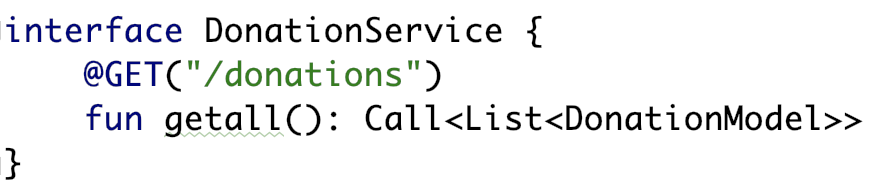 interface DonationService {
    @GET("/donations")
    fun getall(): Call<List<DonationModel>>
}